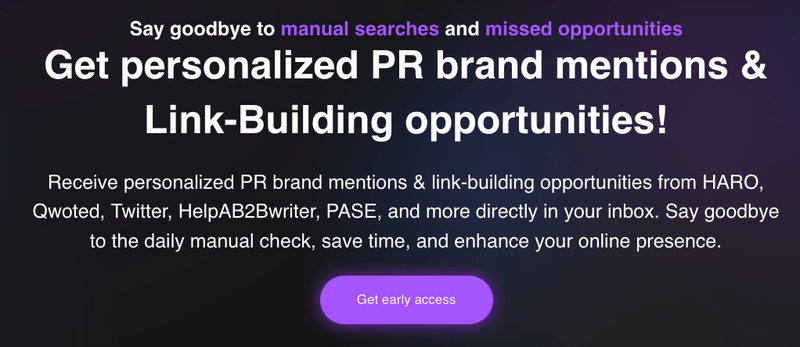 Say goodbye to manual searches and missed opportunities
Get personalized PR brand mentions &
Link-Building opportunities!
Receive personalized PR brand mentions & link-building opportunities from HARO,
Qwoted, Twitter, HelpAB2Bwriter, PASE, and more directly in your inbox. Say goodbye
to the daily manual check, save time, and enhance your online presence.
Get early access